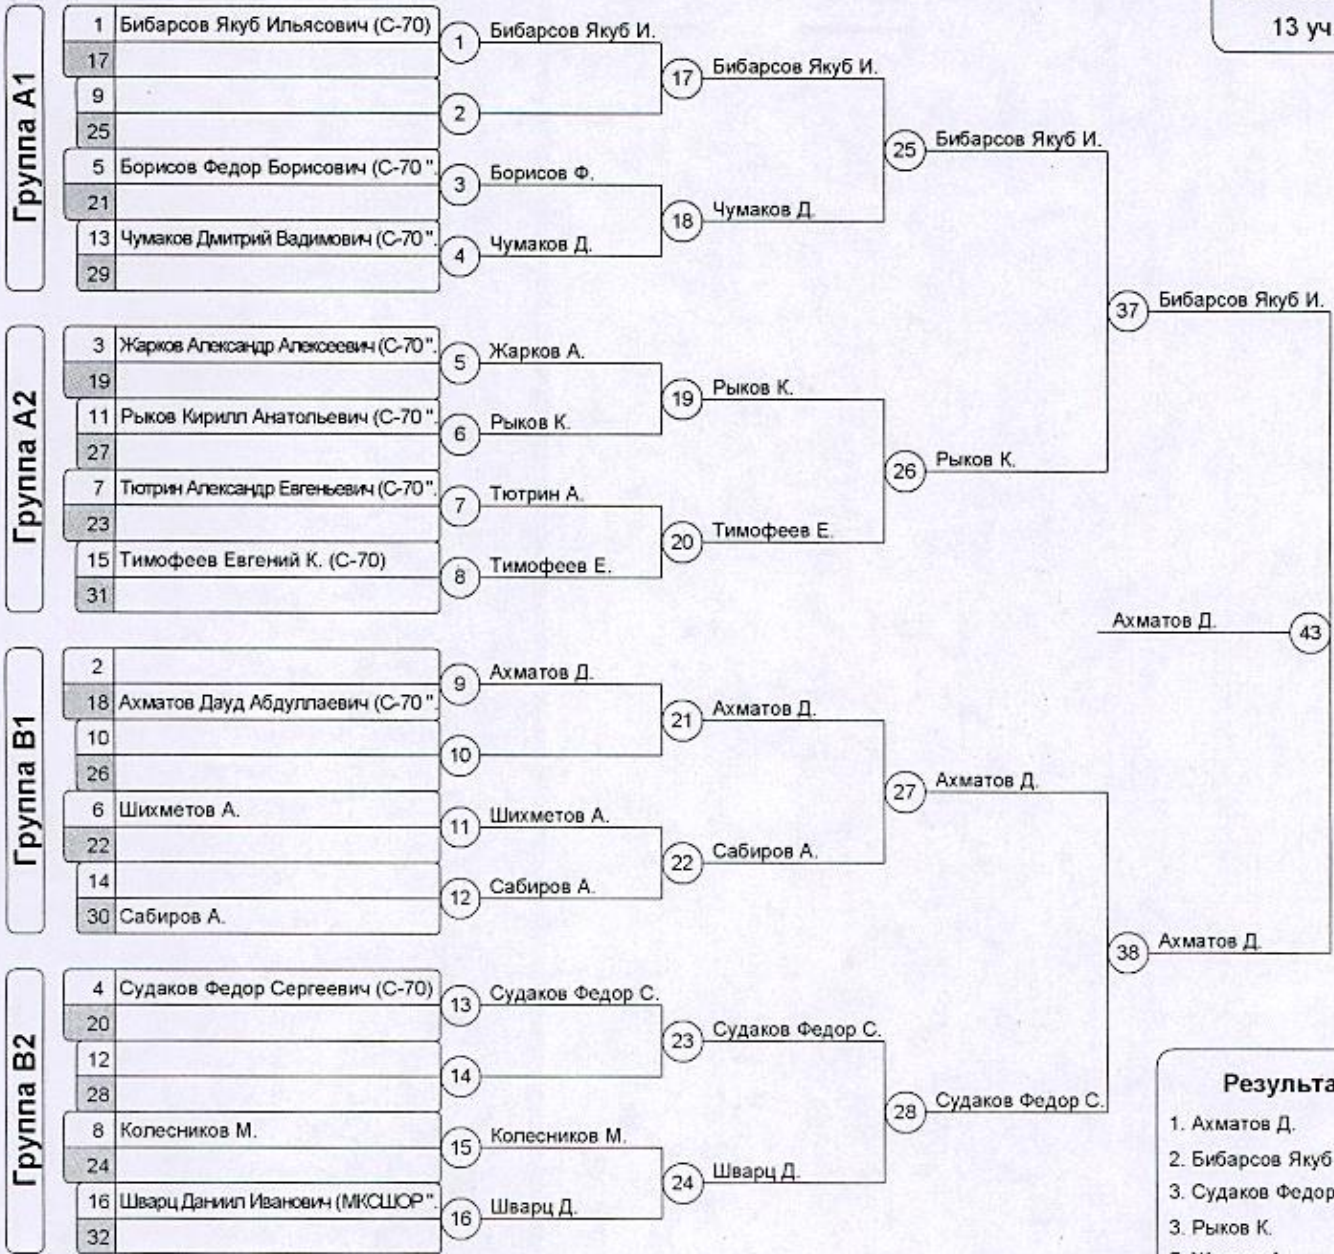 13 уч
Группа A1
1 Бибарсов Якуб Ильясович (С-70)
17
9
25
5 Борисов Федор Борисович (С-70 ".
21
13 Чумаков Дмитрий Вадимович (С-70 ".
29
1 Бибарсов Якуб И.
2
3 Борисов Ф.
4 Чумаков Д.
17 Бибарсов Якуб И.
18 Чумаков Д.
25 Бибарсов Якуб И.
Группа A2
3 Жарков Александр Алексеевич (С-70 ".
19
11 Рыков Кирилл Анатольевич (С-70 ".
27
7 Тютрин Александр Евгеньевич (С-70 ".
23
15 Тимофеев Евгений К. (С-70)
31
5 Жарков А.
6 Рыков К.
7 Тютрин А.
8 Тимофеев Е.
19 Рыков К.
20 Тимофеев Е.
26 Рыков К.
37 Бибарсов Якуб И.
Ахматов Д. 43
Группа B1
2
18 Ахматов Дауд Абдуллаевич (С-70 ".
10
26
6 Шихметов А.
22
14
30 Сабиров А.
9 Ахматов Д.
10
11 Шихметов А.
12 Сабиров А.
21 Ахматов Д.
22 Сабиров А.
27 Ахматов Д.
Группа B2
4 Судаков Федор Сергеевич (С-70)
20
12
28
8 Колесников М.
24
16 Шварц Даниил Иванович (МКСШОР ".
32
13 Судаков Федор С.
14
15 Колесников М.
16 Шварц Д.
23 Судаков Федор С.
24 Шварц Д.
28 Судаков Федор С.
38 Ахматов Д.
Результа
1. Ахматов Д.
2. Бибарсов Якуб
3. Судаков Федор
3. Рыков К.